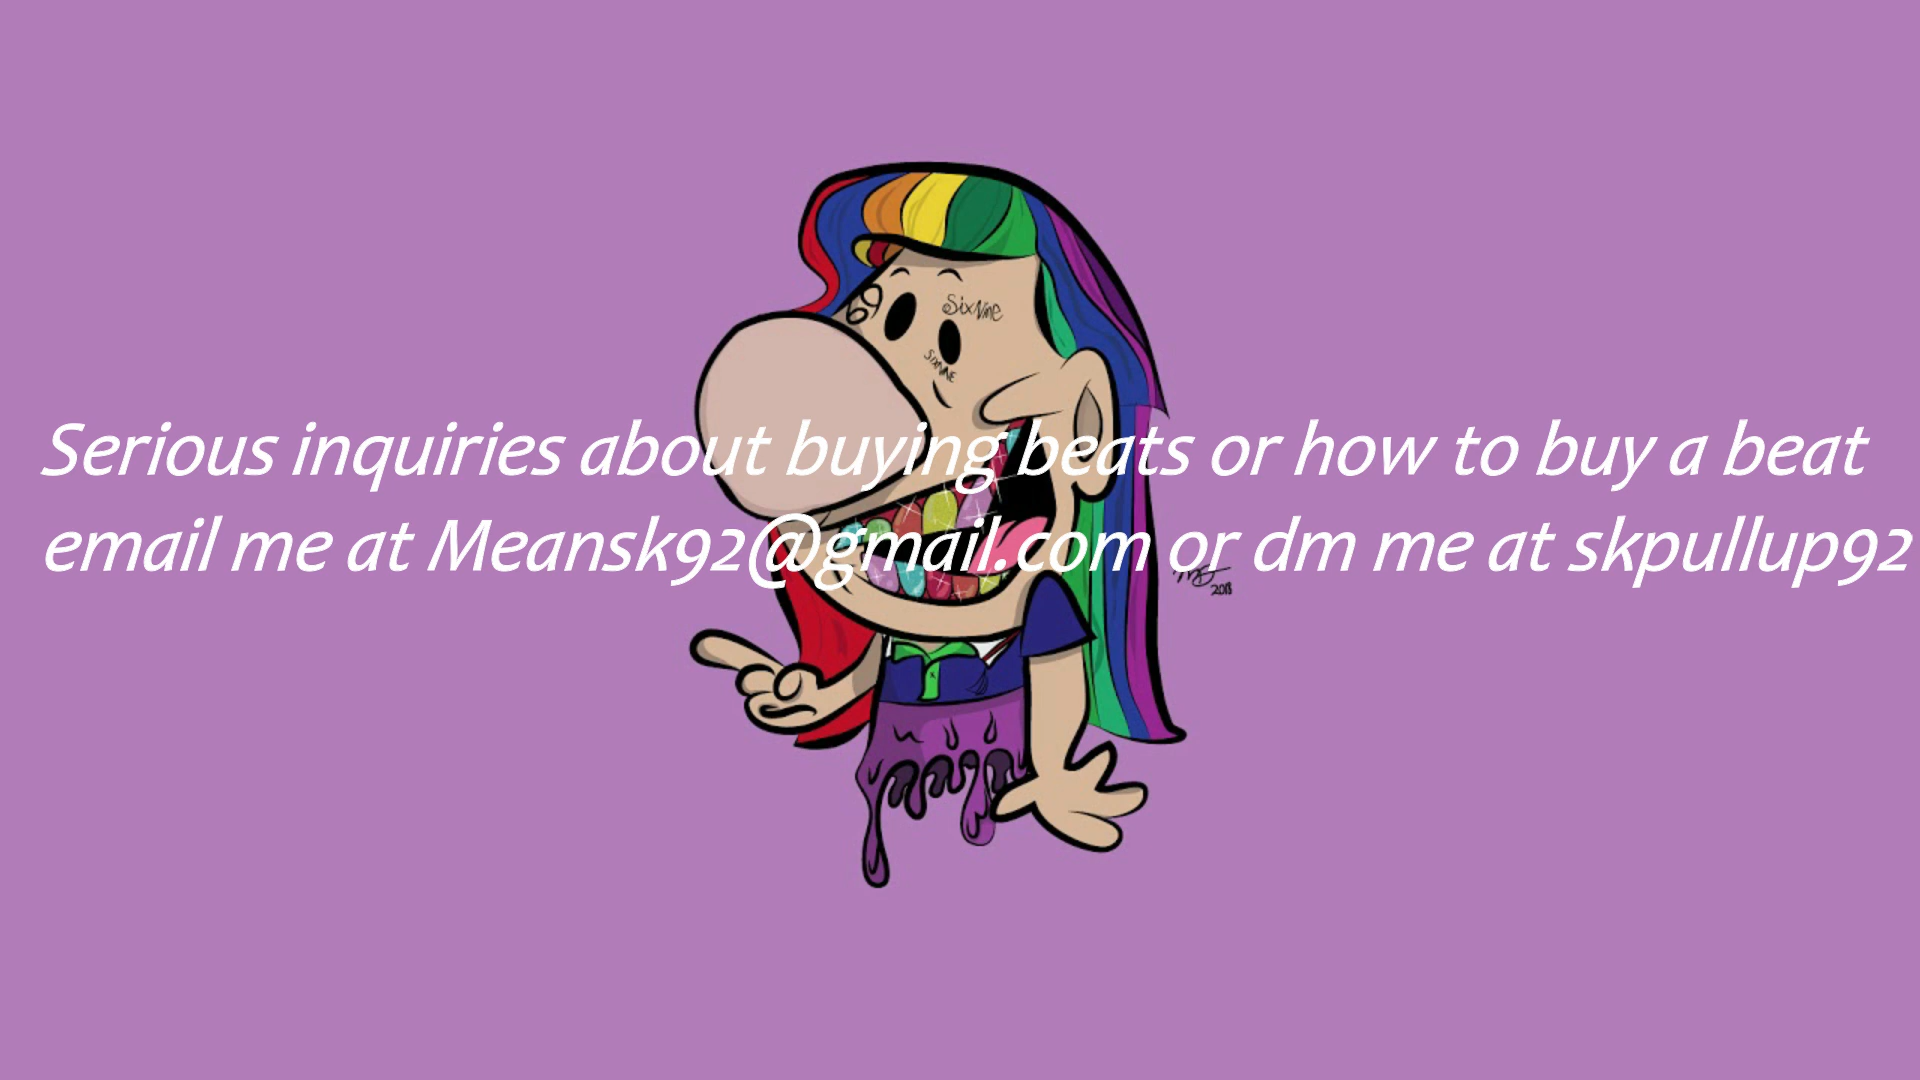 69
SixNine
SIXNINE
Serious inquiries about buying beats or how to buy a beat
email me at Meansk92@gmail.com or dm me at skpullup92
2018